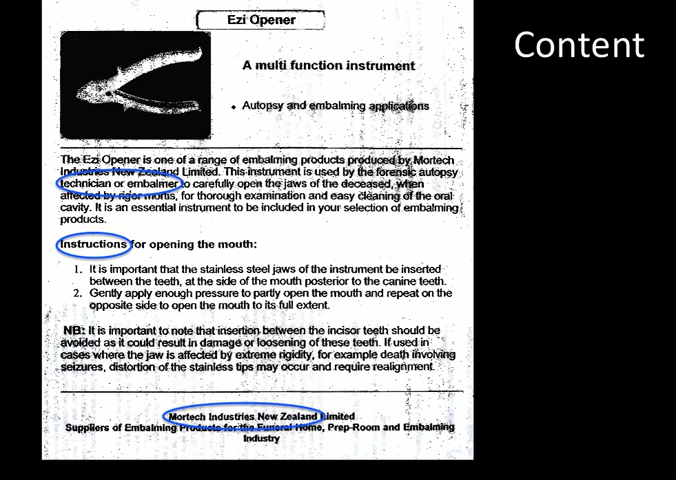 Ezi Opener
Content
A multi function instrument
• Autopsy and embalming applications
The Ezi Opener is one of a range of embalming products produced by Mortech
Industries New Zealand Limited. This instrument is used by the forensic autopsy
technician or embalmer to carefully open the jaws of the deceased, when
affected by rigor mortis, for thorough examination and easy cleaning of the oral
cavity. It is an essential instrument to be included in your selection of embalming
products.
Instructions for opening the mouth:
1. It is important that the stainless steel jaws of the instrument be inserted
between the teeth, at the side of the mouth posterior to the canine teeth.
2. Gently apply enough pressure to partly open the mouth and repeat on the
opposite side to open the mouth to its full extent.
NB: It is important to note that insertion between the incisor teeth should be
avoided as it could result in damage or loosening of these teeth. If used in
cases where the jaw is affected by extreme rigidity, for example death involving
seizures, distortion of the stainless tips may occur and require realignment.
Mortech Industries New Zealand Limited
Suppliers of Embalming Products for the Funeral Home, Prep-Room and Embalming
Industry